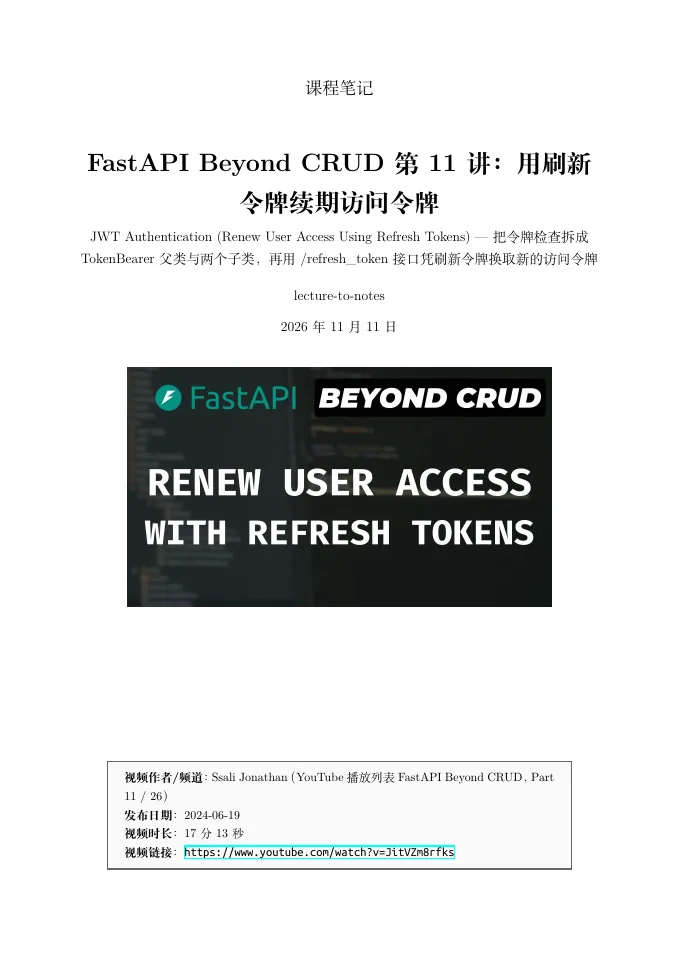 课程笔记
FastAPI Beyond CRUD 第 11 讲：用刷新
令牌续期访问令牌
JWT Authentication (Renew User Access Using Refresh Tokens) — 把令牌检查拆成
TokenBearer 父类与两个子类，再用 /refresh_token 接口凭刷新令牌换取新的访问令牌
lecture-to-notes
2026 年 11 月 11 日
FastAPI BEYOND CRUD
RENEW USER ACCESS
WITH REFRESH TOKENS
视频作者/频道：Ssali Jonathan (YouTube 播放列表 FastAPI Beyond CRUD, Part
11 / 26)
发布日期：2024-06-19
视频时长：17 分 13 秒
视频链接：https://www.youtube.com/watch?v=JitVZm8rfks